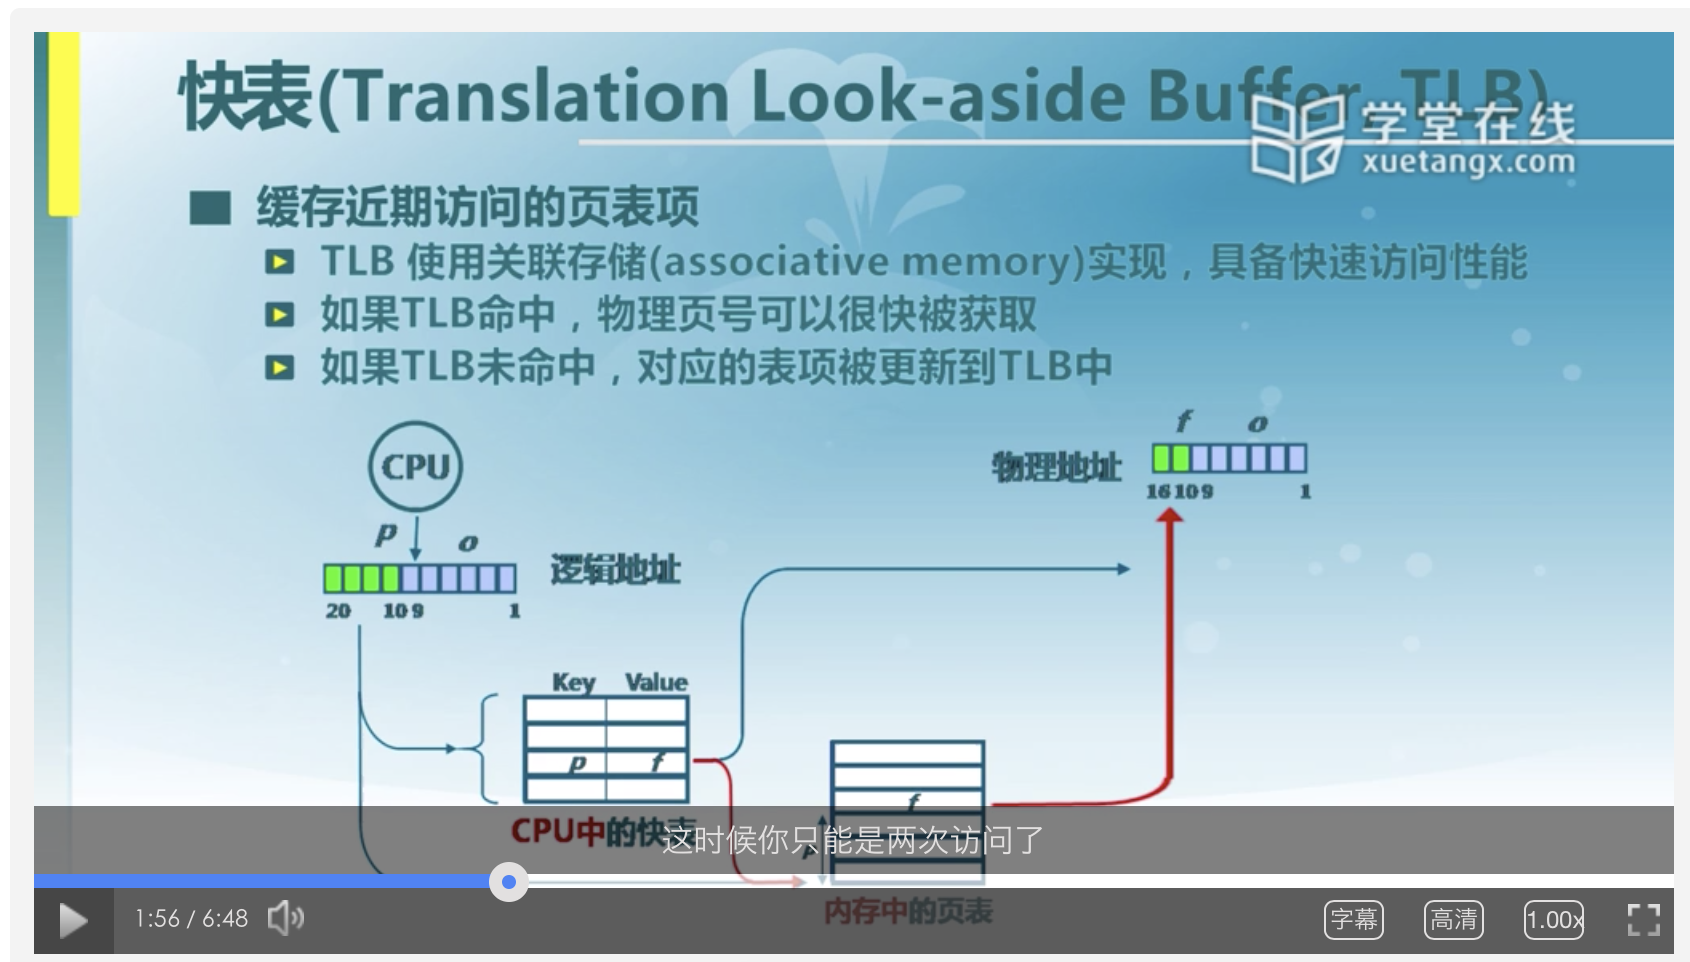 快表(Translation Look-aside Buffer, TLB)
学堂在线
xuetangx.com
缓存近期访问的页表项
TLB 使用关联存储(associative memory)实现，具备快速访问性能
如果TLB命中，物理页号可以很快被获取
如果TLB未命中，对应的表项被更新到TLB中
CPU
p
o
逻辑地址
20 10 9 1
f o
物理地址
16 10 9 1
Key Value
p f
f
CPU中的快表
这时候你只能是两次访问了
p
内存中的页表
1:56 / 6:48
字幕
高清
1.00x